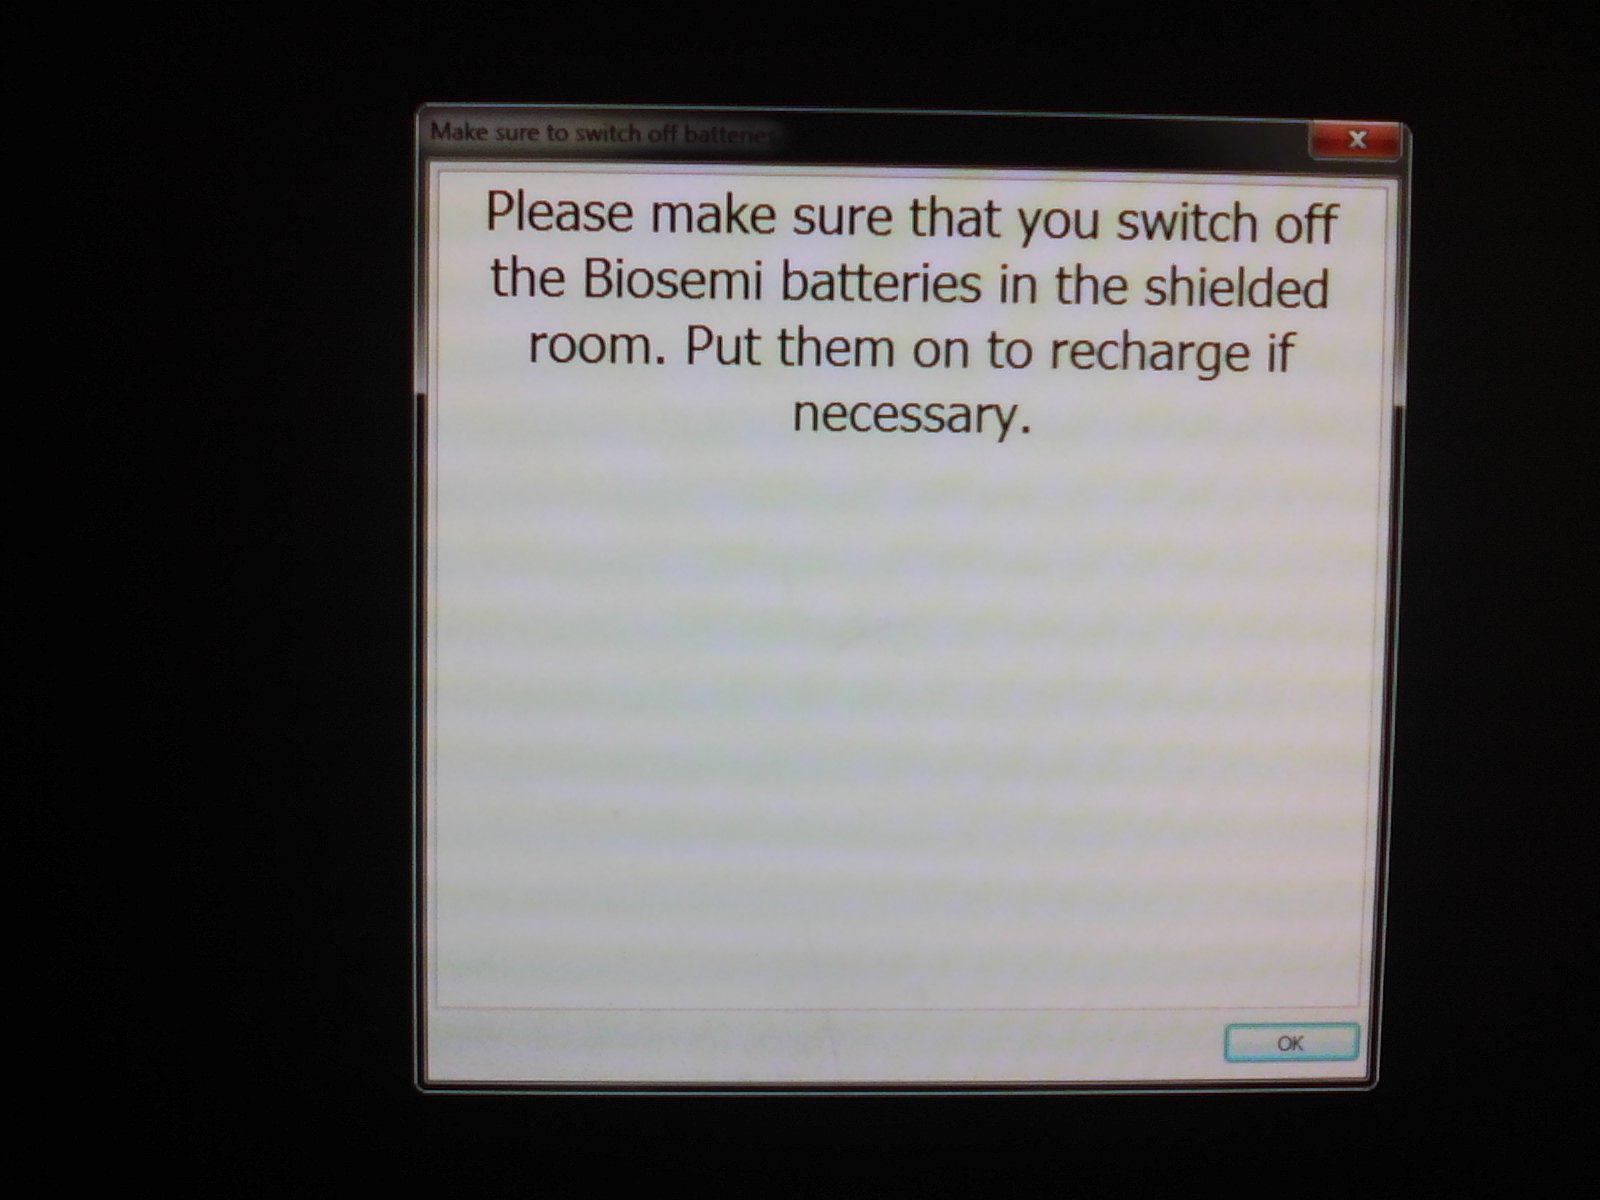 Make sure to switch off batteries
Please make sure that you switch off
the Biosemi batteries in the shielded
room. Put them on to recharge if
necessary.
OK